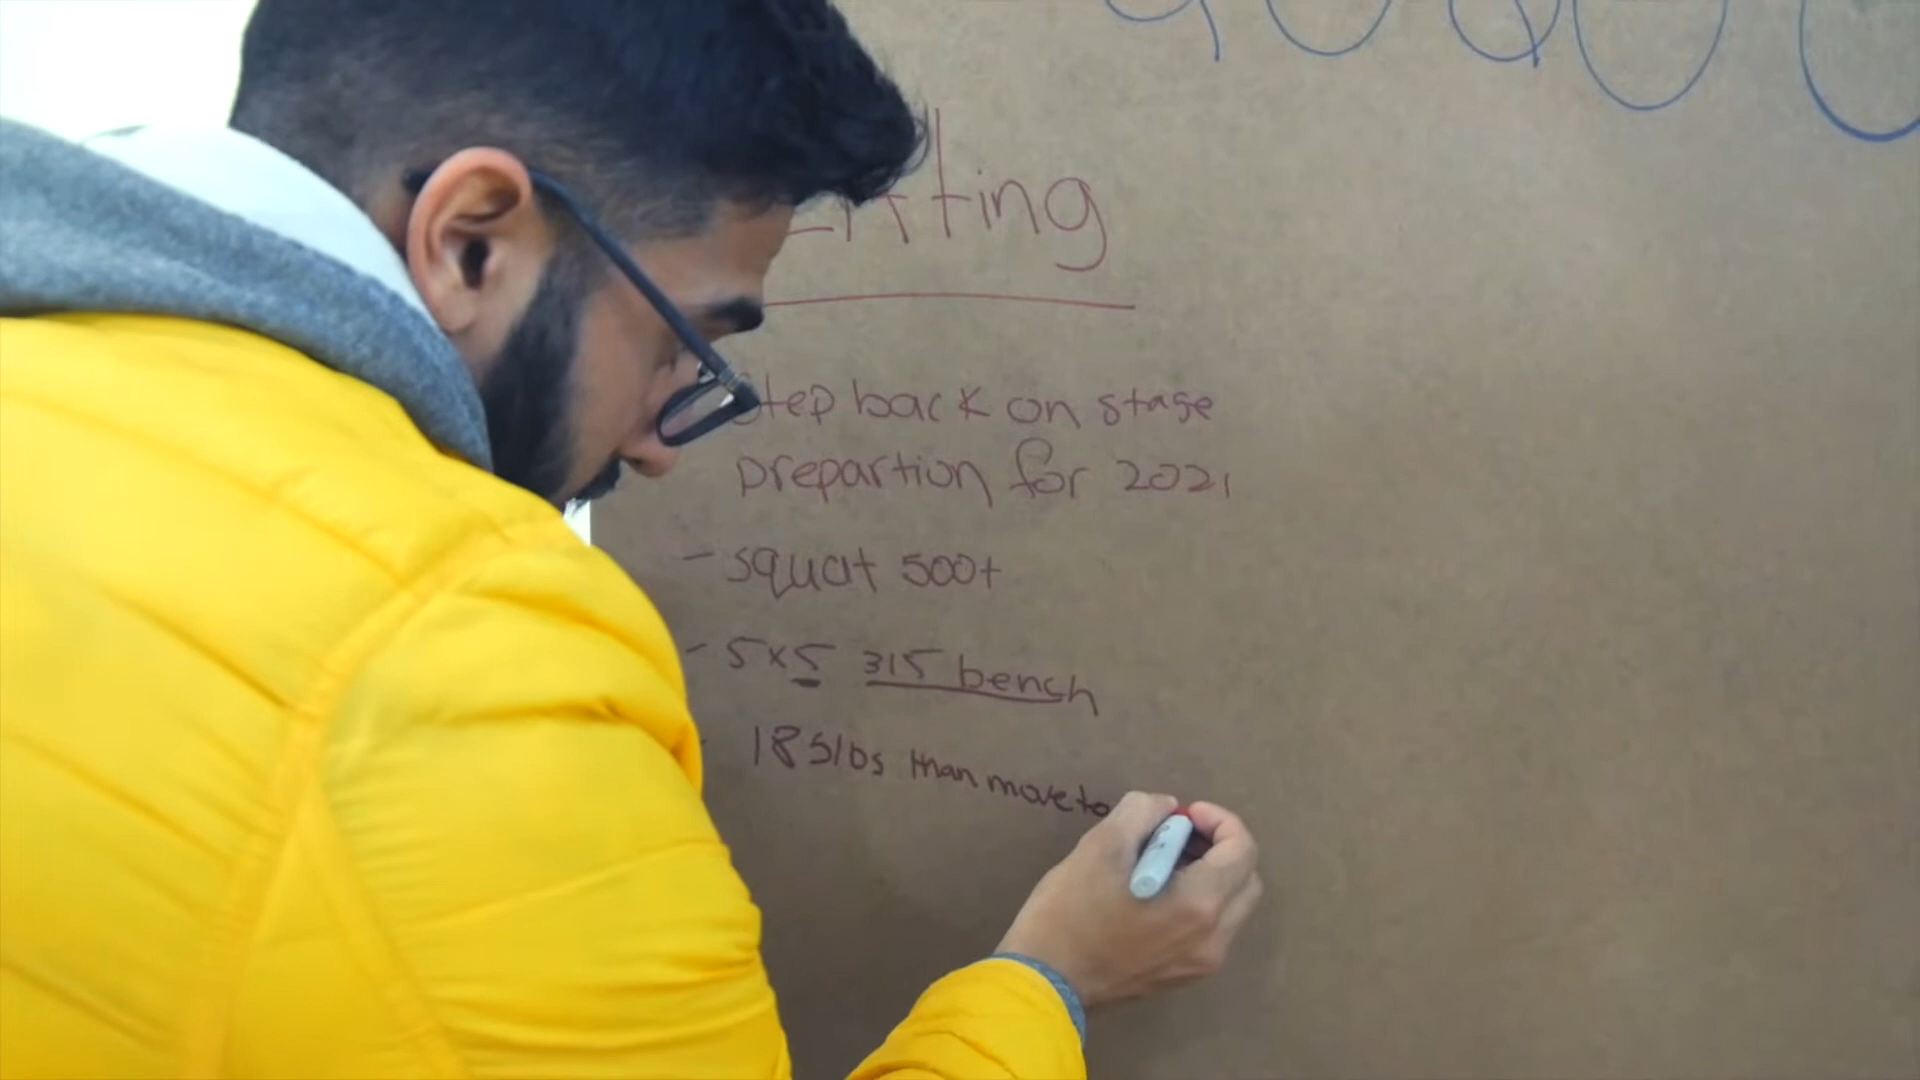 Lifting
step back on stage
prepartion for 2021
- squat 500+
- 5x5 315 bench
- 185lbs than move to